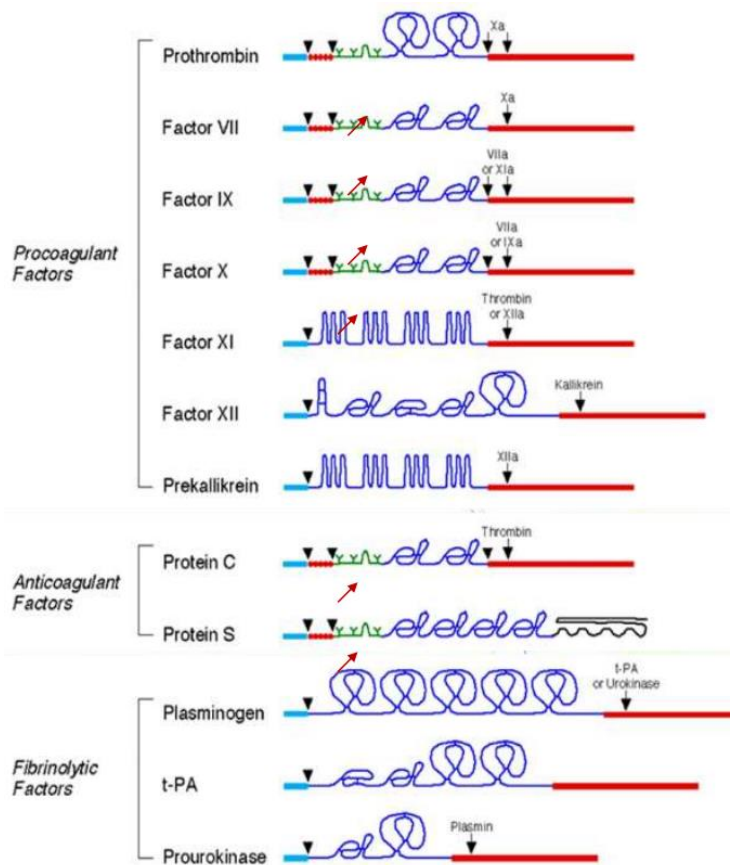 Xa
Prothrombin
Xa
Factor VII
VIIa
or XIa
Factor IX
VIIa
or IXa
Procoagulant
Factors
Factor X
Thrombin
or XIIa
Factor XI
Kallikrein
Factor XII
XIIa
Prekallikrein
Thrombin
Protein C
Anticoagulant
Factors
Protein S
t-PA
or Urokinase
Plasminogen
Fibrinolytic
Factors
t-PA
Plasmin
Prourokinase